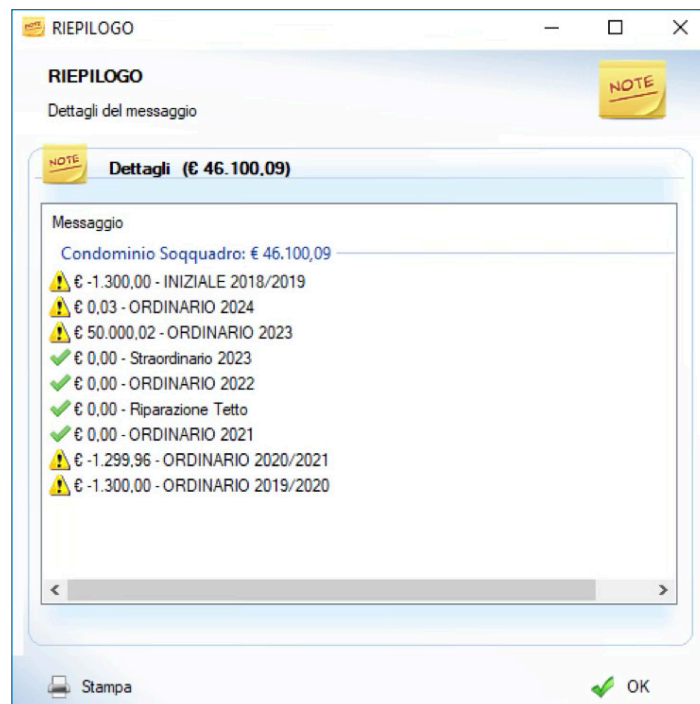 RIEPILOGO
RIEPILOGO
NOTE
Dettagli del messaggio
NOTE
Dettagli (€ 46.100,09)
Messaggio
Condominio Soqquadro: € 46.100,09
€ -1.300,00 - INIZIALE 2018/2019
€ 0,03 - ORDINARIO 2024
€ 50.000,02 - ORDINARIO 2023
€ 0,00 - Straordinario 2023
€ 0,00 - ORDINARIO 2022
€ 0,00 - Riparazione Tetto
€ 0,00 - ORDINARIO 2021
€ -1.299,96 - ORDINARIO 2020/2021
€ -1.300,00 - ORDINARIO 2019/2020
Stampa
OK